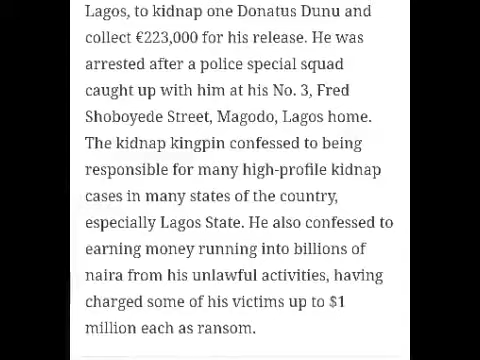 Lagos, to kidnap one Donatus Dunu and
collect €223,000 for his release. He was
arrested after a police special squad
caught up with him at his No. 3, Fred
Shoboyede Street, Magodo, Lagos home.
The kidnap kingpin confessed to being
responsible for many high-profile kidnap
cases in many states of the country,
especially Lagos State. He also confessed to
earning money running into billions of
naira from his unlawful activities, having
charged some of his victims up to $1
million each as ransom.